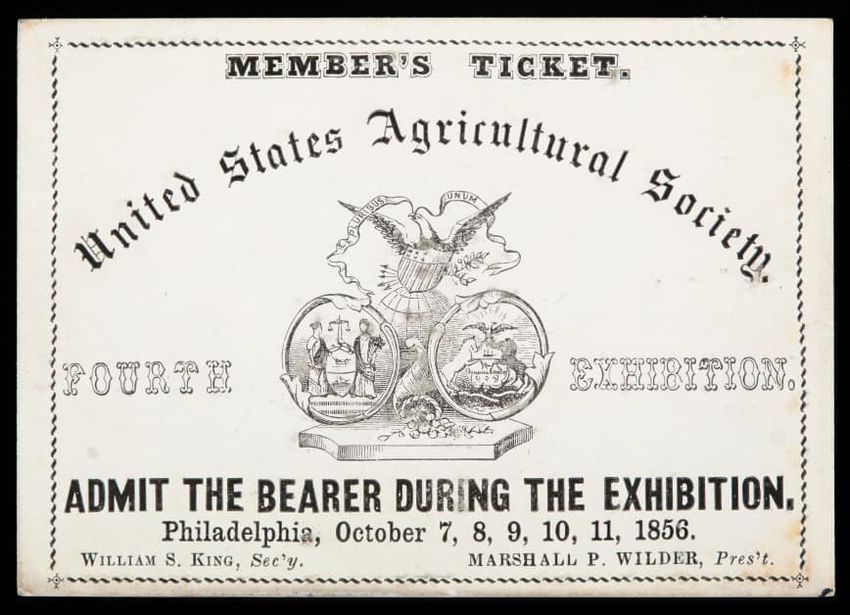 MEMBER'S TICKET.
United States Agricultural Society.
E PLURIBUS UNUM
FOURTH EXHIBITION.
ADMIT THE BEARER DURING THE EXHIBITION.
Philadelphia, October 7, 8, 9, 10, 11, 1856.
WILLIAM S. KING, Sec'y. MARSHALL P. WILDER, Pres't.